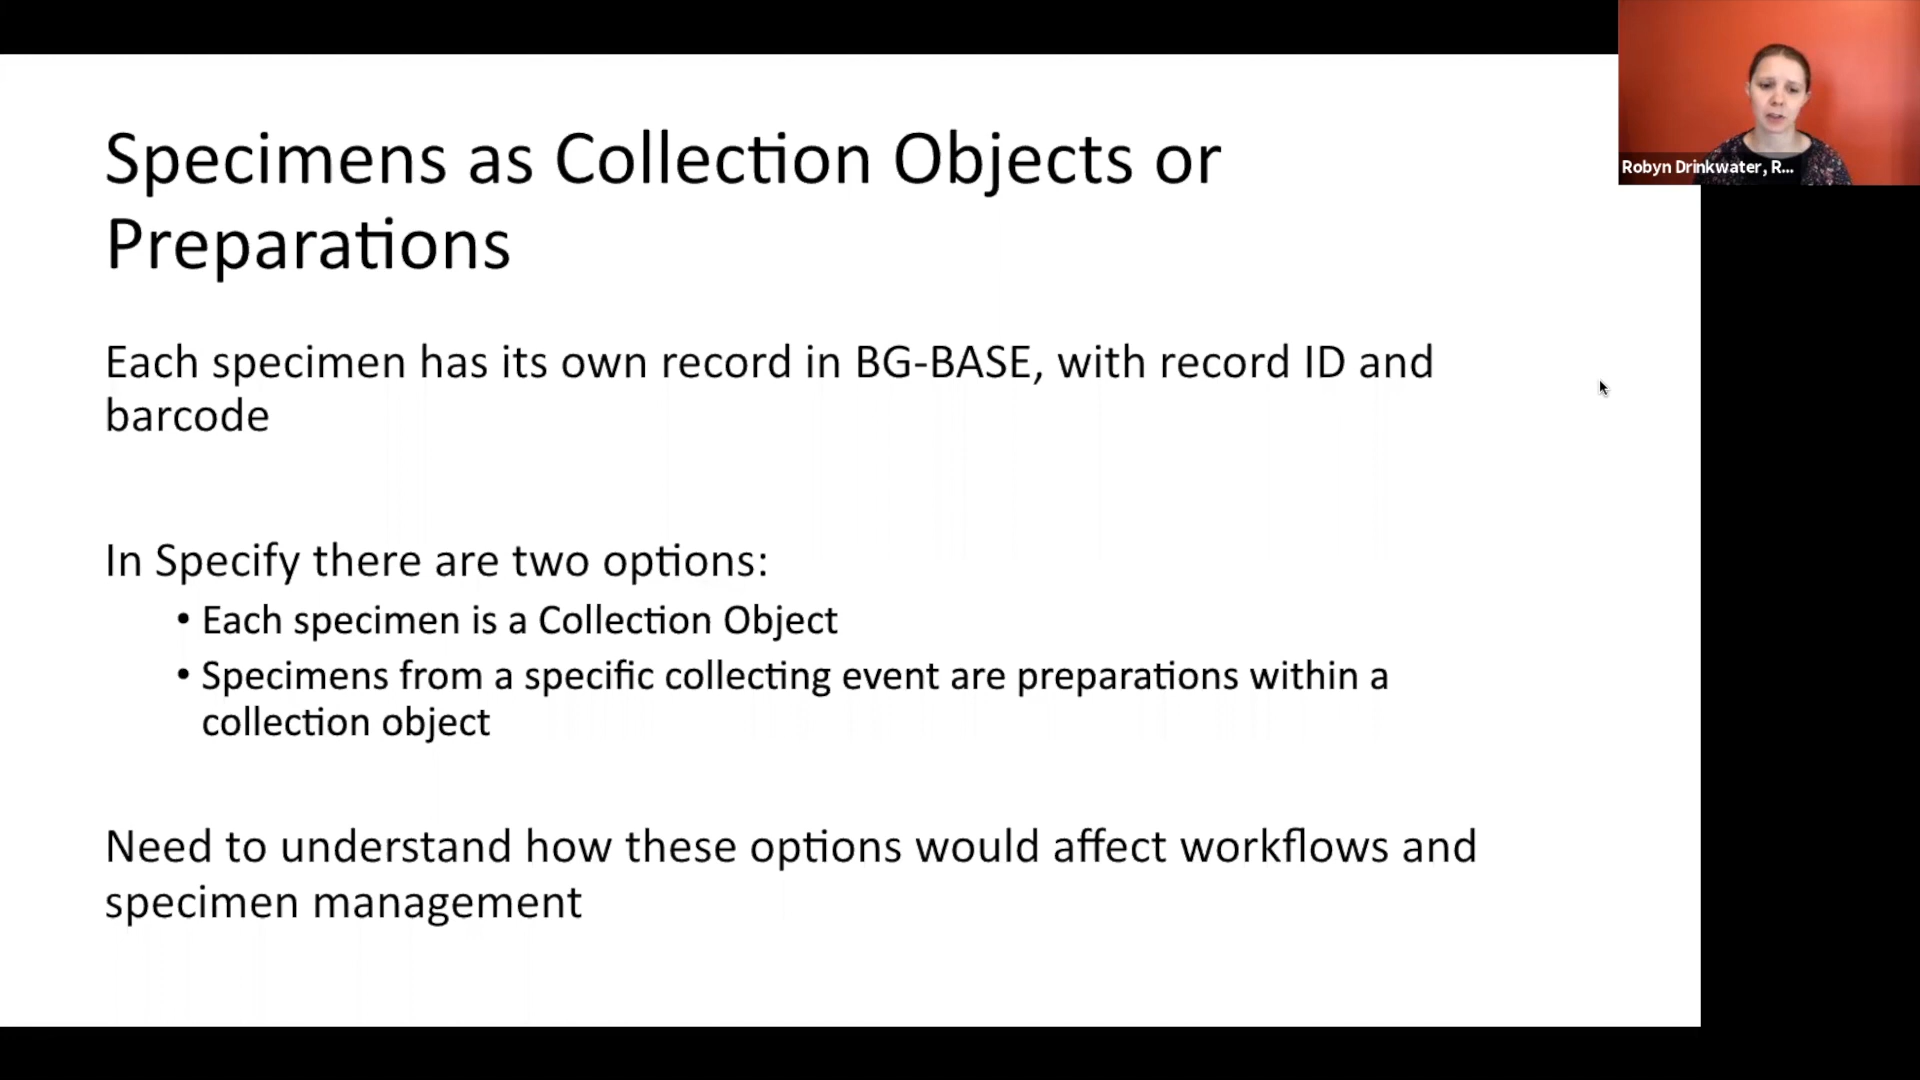 Robyn Drinkwater, R...
Specimens as Collection Objects or
Preparations
Each specimen has its own record in BG-BASE, with record ID and
barcode
In Specify there are two options:
• Each specimen is a Collection Object
• Specimens from a specific collecting event are preparations within a
collection object
Need to understand how these options would affect workflows and
specimen management